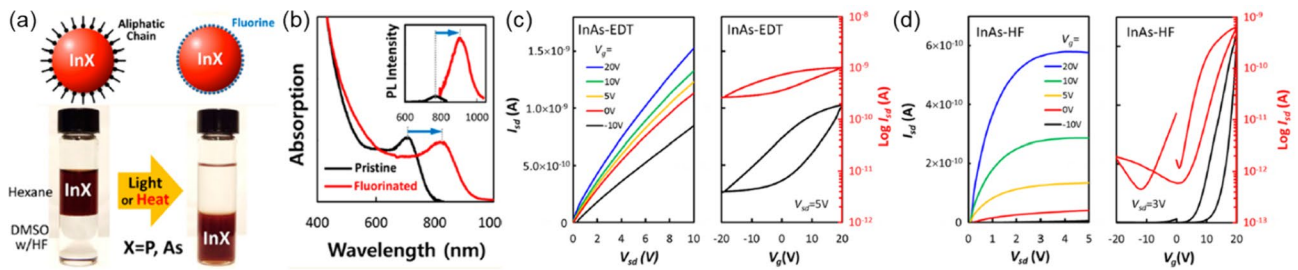 (a)
Aliphatic
Chain
Fluorine
InX
InX
Hexane
DMSO
w/HF
InX
Light
or Heat
X=P, As
InX
(b)
Absorption
Wavelength (nm)
400 600 800 1000
Pristine
Fluorinated
PL Intensity
600 800 1000
(c)
InAs-EDT
Vg=
20V
10V
5V
0V
-10V
Isd (A)
1.5×10⁻⁹
1.0×10⁻⁹
5.0×10⁻¹⁰
0
0 2 4 6 8 10
Vsd (V)
InAs-EDT
Vsd=5V
-20 -10 0 10 20
Vg(V)
10⁻⁸
10⁻⁹
10⁻¹⁰
10⁻¹¹
10⁻¹²
Log Isd (A)
(d)
InAs-HF
Vg=
20V
10V
5V
0V
-10V
Isd (A)
6×10⁻¹⁰
4×10⁻¹⁰
2×10⁻¹⁰
0
0 1 2 3 4 5
Vsd (V)
InAs-HF
Vsd=3V
-20 -10 0 10 20
Vg(V)
10⁻⁹
10⁻¹⁰
10⁻¹¹
10⁻¹²
10⁻¹³
Log Isd (A)